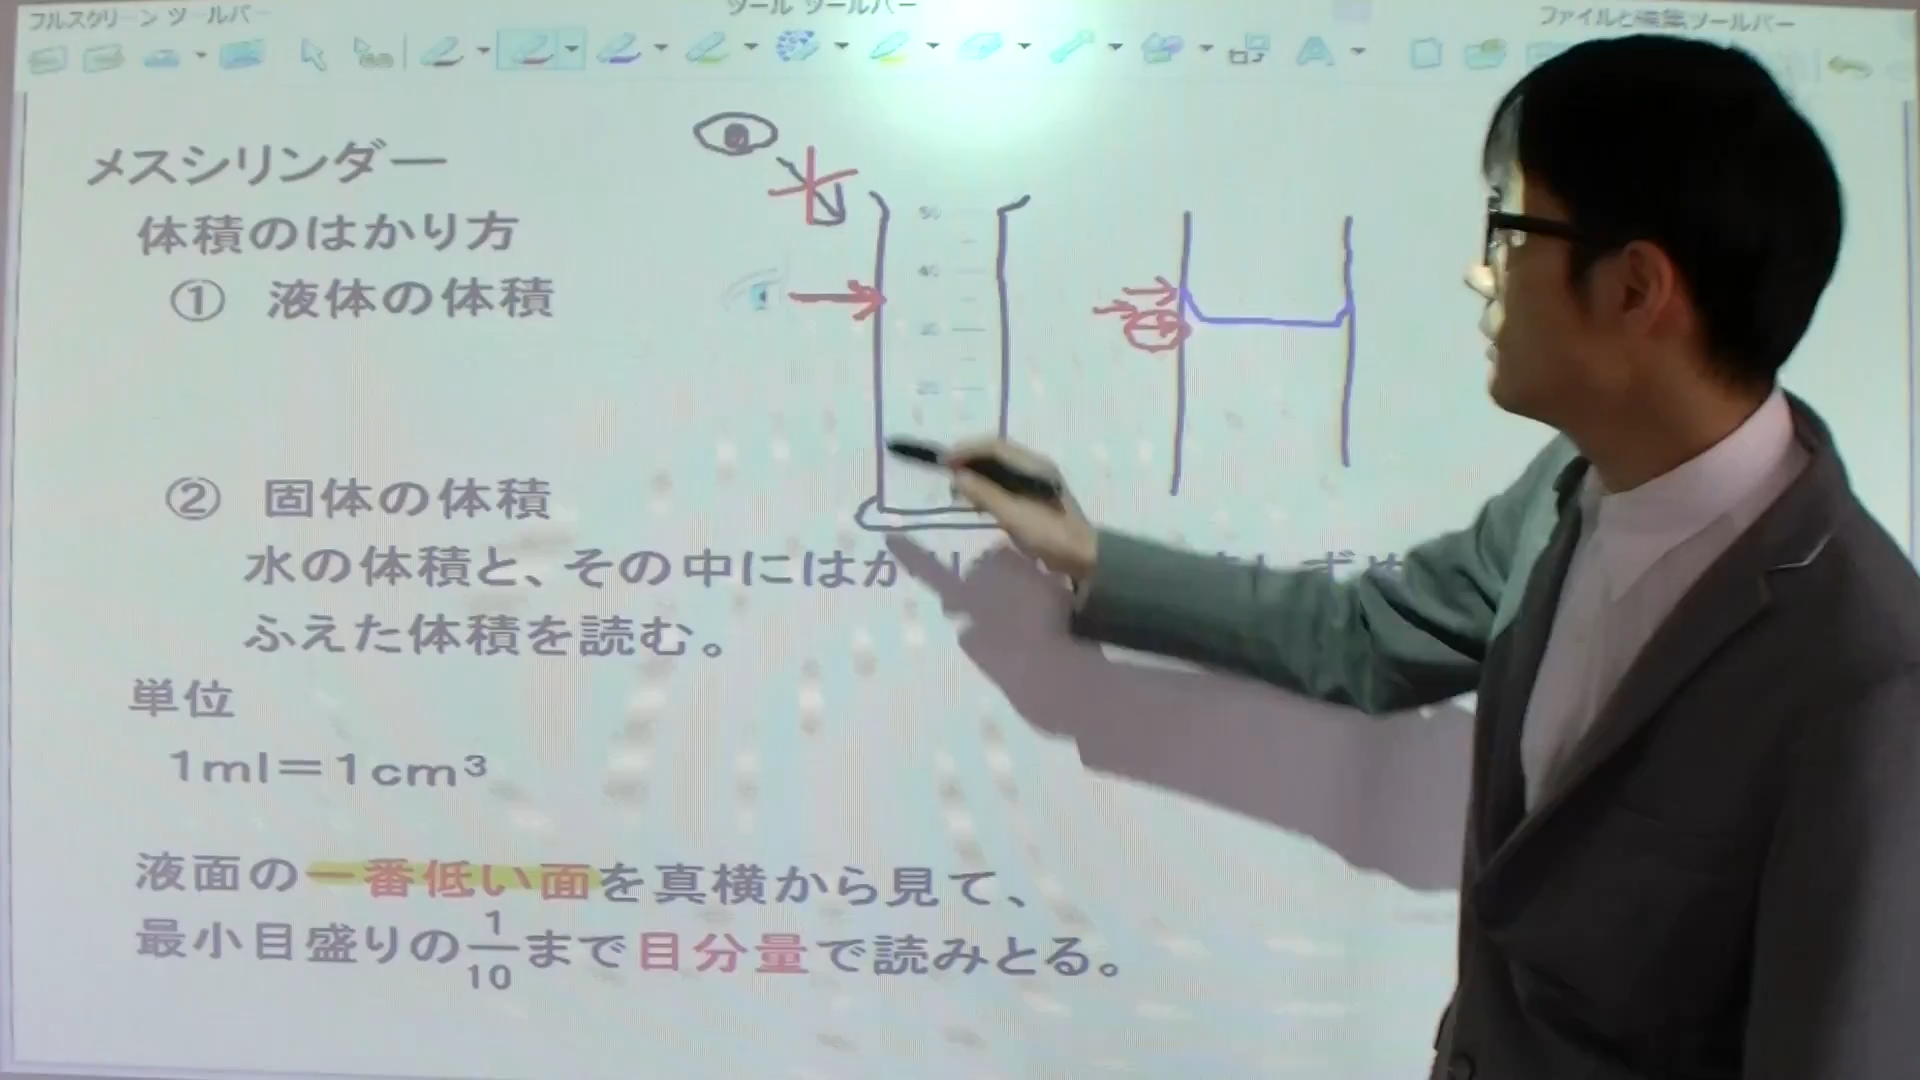 フルスクリーン ツールバー
ツール ツールバー
ファイルと編集ツールバー
メスシリンダー
体積のはかり方
① 液体の体積
50
40
30
20
② 固体の体積
水の体積と、その中にはかり
ふえた体積を読む。
単位
1ml＝1cm³
液面の一番低い面を真横から見て、
最小目盛りの1/10まで目分量で読みとる。